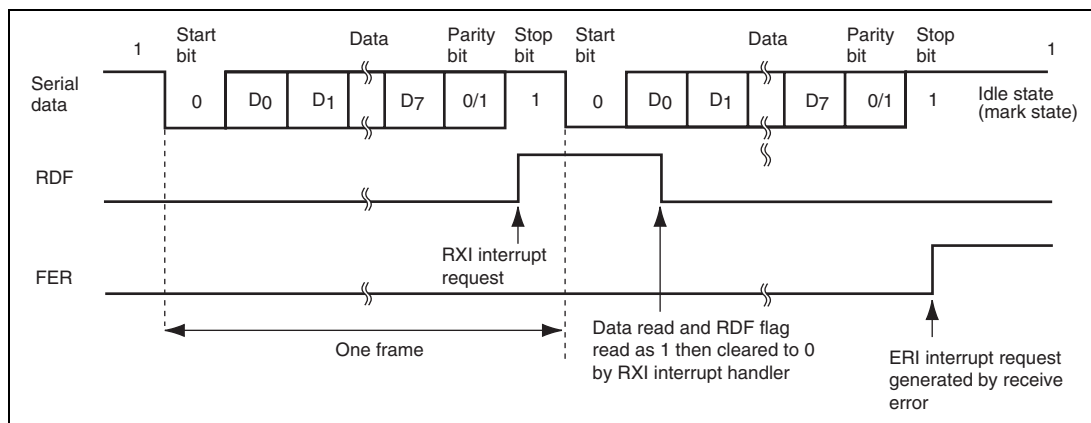 1 Start bit Data Parity bit Stop bit Start bit Data Parity bit Stop bit 1
Serial data 0 D0 D1 D7 0/1 1 0 D0 D1 D7 0/1 1 Idle state (mark state)
RDF
RXI interrupt request
FER
Data read and RDF flag
read as 1 then cleared to 0
by RXI interrupt handler
One frame
ERI interrupt request
generated by receive
error